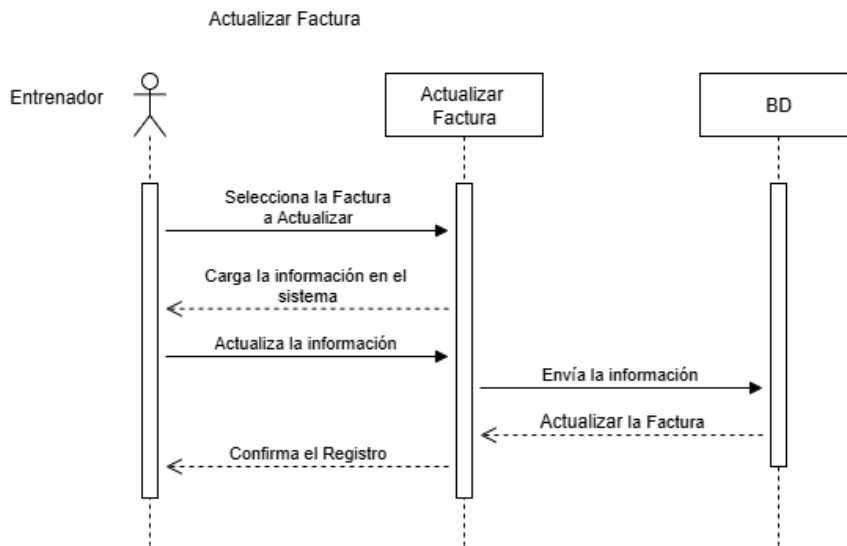 Actualizar Factura
Entrenador
Actualizar
Factura
BD
Selecciona la Factura
a Actualizar
Carga la información en el
sistema
Actualiza la información
Envía la información
Actualizar la Factura
Confirma el Registro